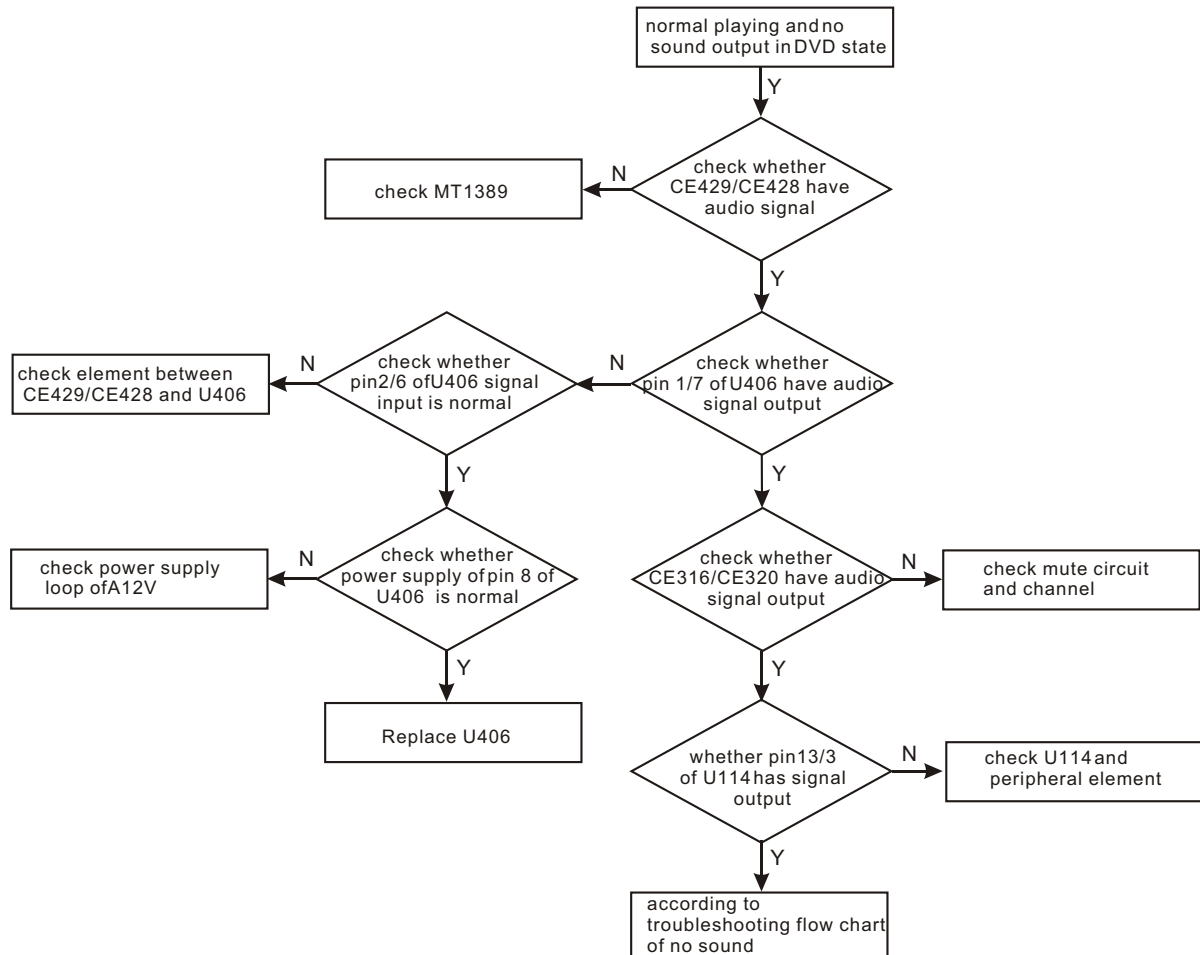 normal playing and no
sound output in DVD state
Y
check whether
CE429/CE428 have
audio signal
N
check MT1389
Y
check whether
pin 1/7 of U406 have audio
signal output
N
check whether
pin2/6 of U406 signal
input is normal
N
check element between
CE429/CE428 and U406
Y
Y
check whether
power supply of pin 8 of
U406 is normal
N
check power supply
loop of A12V
check whether
CE316/CE320 have audio
signal output
N
check mute circuit
and channel
Y
Y
Replace U406
whether pin13/3
of U114 has signal
output
N
check U114 and
peripheral element
Y
according to
troubleshooting flow chart
of no sound